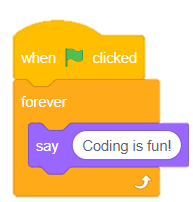 when clicked
forever
say Coding is fun!